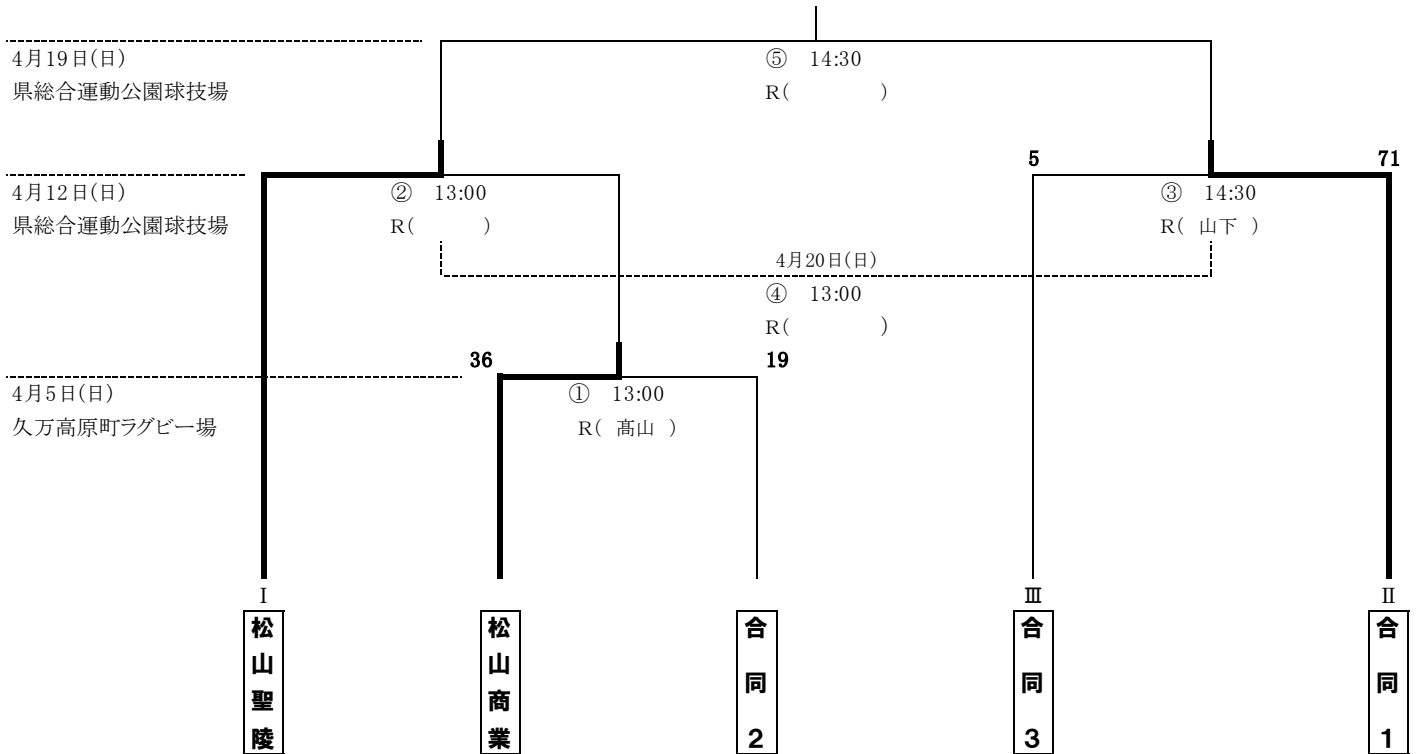 4月19日(日)
⑤ 14:30
県総合運動公園球技場
R( )
5
71
4月12日(日)
② 13:00
③ 14:30
県総合運動公園球技場
R( )
R( 山下 )
4月20日(日)
④ 13:00
R( )
36
19
4月5日(日)
① 13:00
久万高原町ラグビー場
R( 髙山 )
Ⅰ
Ⅲ
Ⅱ
松山聖陵
松山商業
合同2
合同3
合同1